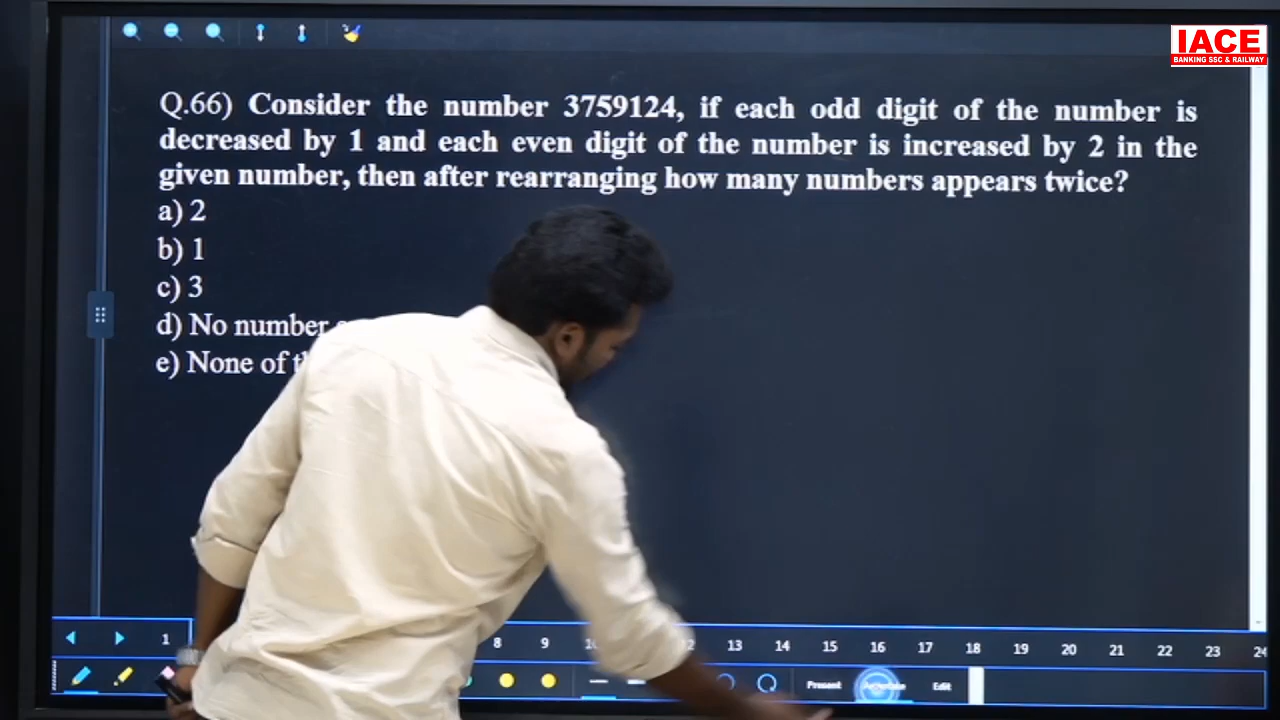 IACE
BANKING SSC & RAILWAY
Q.66) Consider the number 3759124, if each odd digit of the number is
decreased by 1 and each even digit of the number is increased by 2 in the
given number, then after rearranging how many numbers appears twice?
a) 2
b) 1
c) 3
d) No number
e) None of
1 8 9 13 14 15 16 17 18 19 20 21 22 23 24
Present Edit